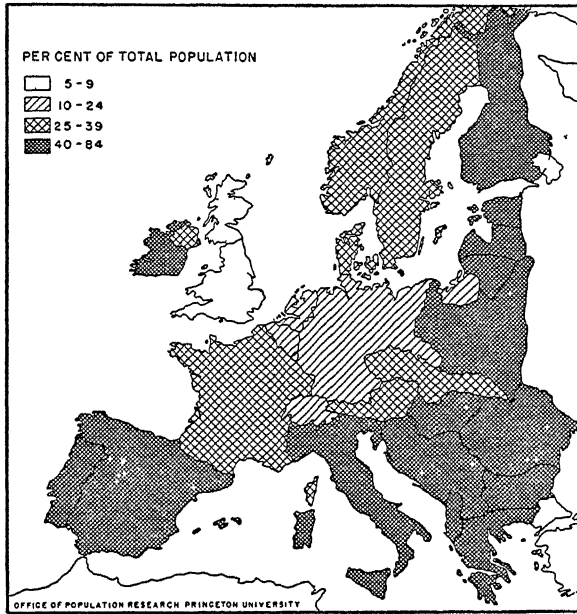 PER CENT OF TOTAL POPULATION
5-9
10-24
25-39
40-84
OFFICE OF POPULATION RESEARCH PRINCETON UNIVERSITY